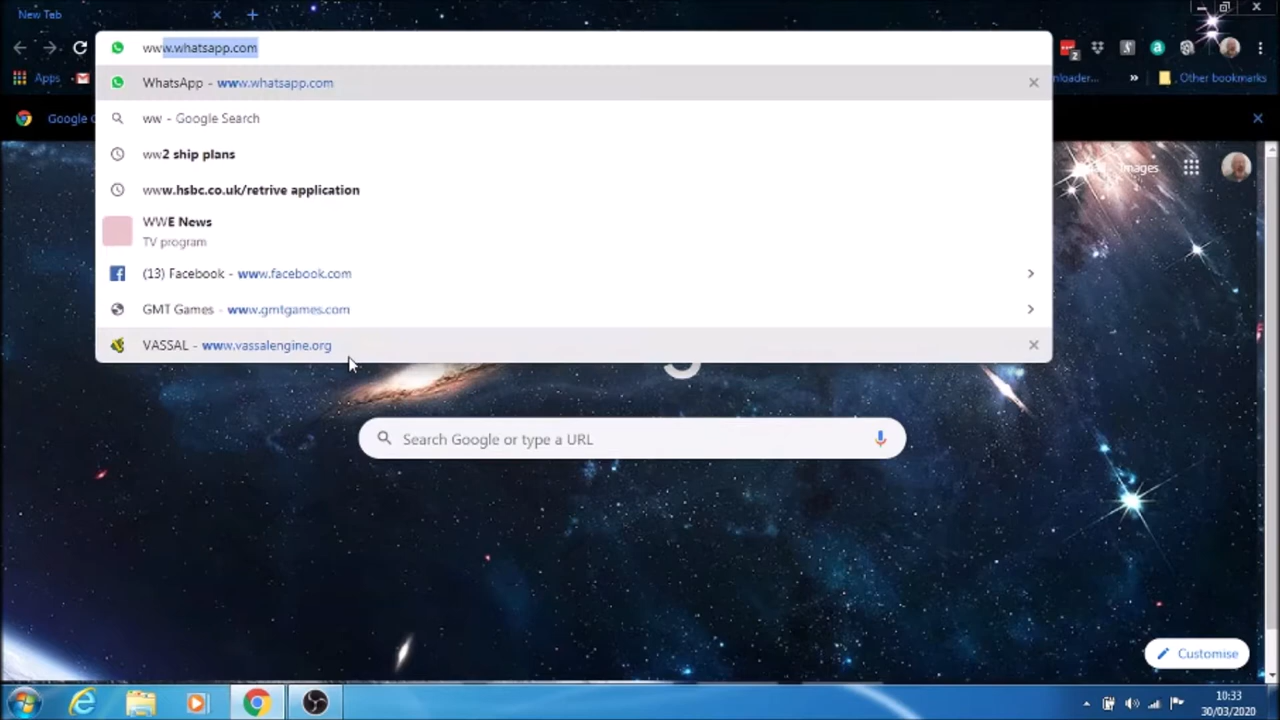 New Tab
www.whatsapp.com
2
Apps
nloader...
»
Other bookmarks
WhatsApp - www.whatsapp.com
Google
ww - Google Search
ww2 ship plans
Images
www.hsbc.co.uk/retrive application
WWE News
TV program
(13) Facebook - www.facebook.com
GMT Games - www.gmtgames.com
VASSAL - www.vassalengine.org
Search Google or type a URL
Customise
10:33
30/03/2020